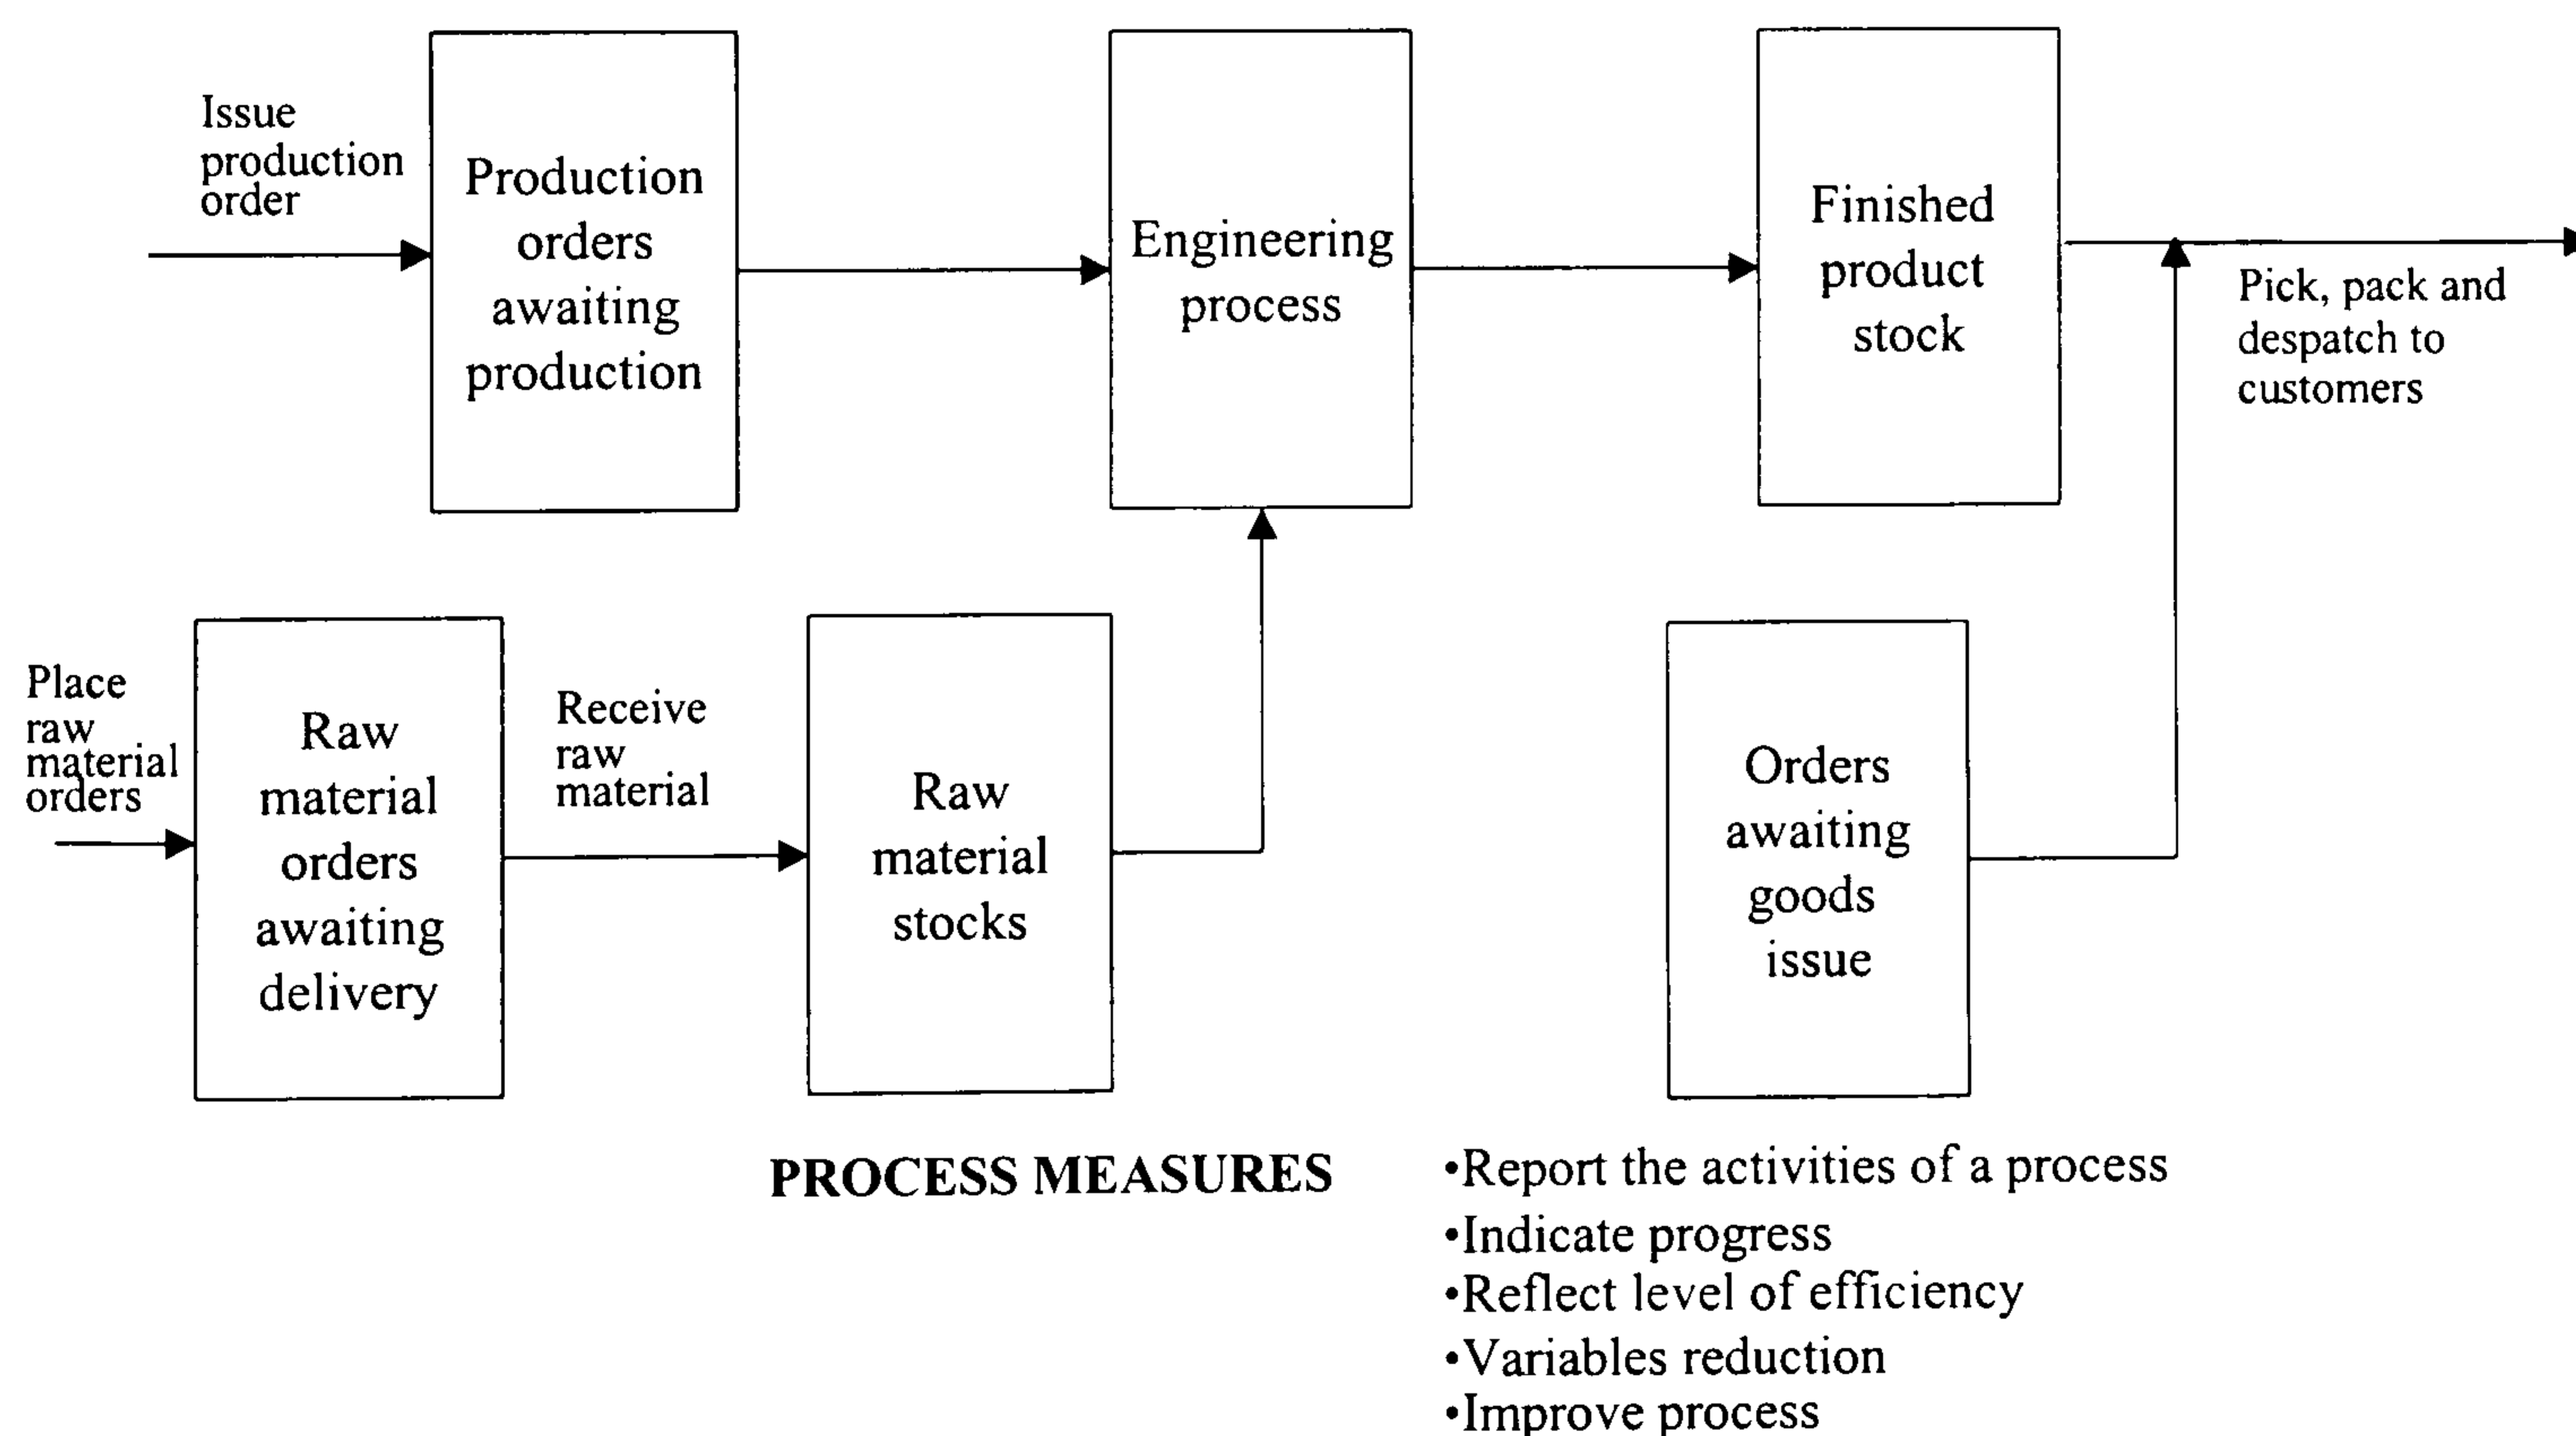 Issue
production
order
Production
orders
awaiting
production
Engineering
process
Finished
product
stock
Pick, pack and
despatch to
customers
Place
raw
material
orders
Raw
material
orders
awaiting
delivery
Receive
raw
material
Raw
material
stocks
Orders
awaiting
goods
issue
PROCESS MEASURES
•Report the activities of a process
•Indicate progress
•Reflect level of efficiency
•Variables reduction
•Improve process